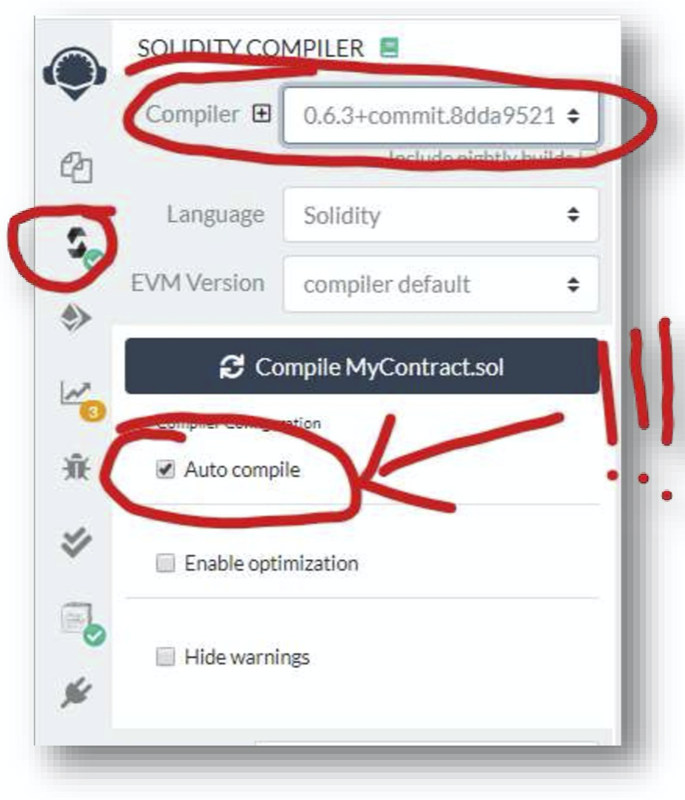 SOLIDITY COMPILER
Compiler 0.6.3+commit.8dda9521
Include nightly builds
Language Solidity
EVM Version compiler default
Compile MyContract.sol
Compiler Configuration
Auto compile
!!!
3
Enable optimization
Hide warnings